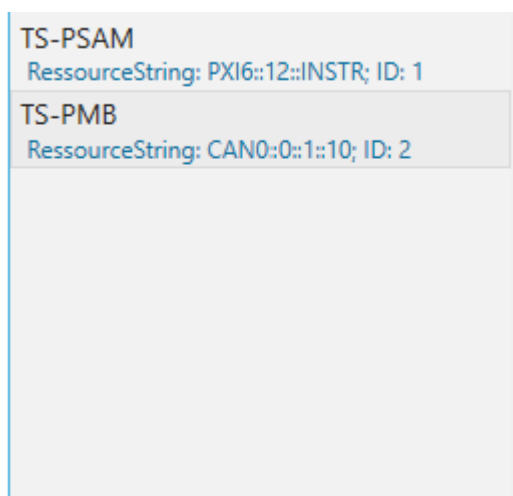 TS-PSAM
RessourceString: PXI6::12::INSTR; ID: 1
TS-PMB
RessourceString: CAN0::0::1::10; ID: 2